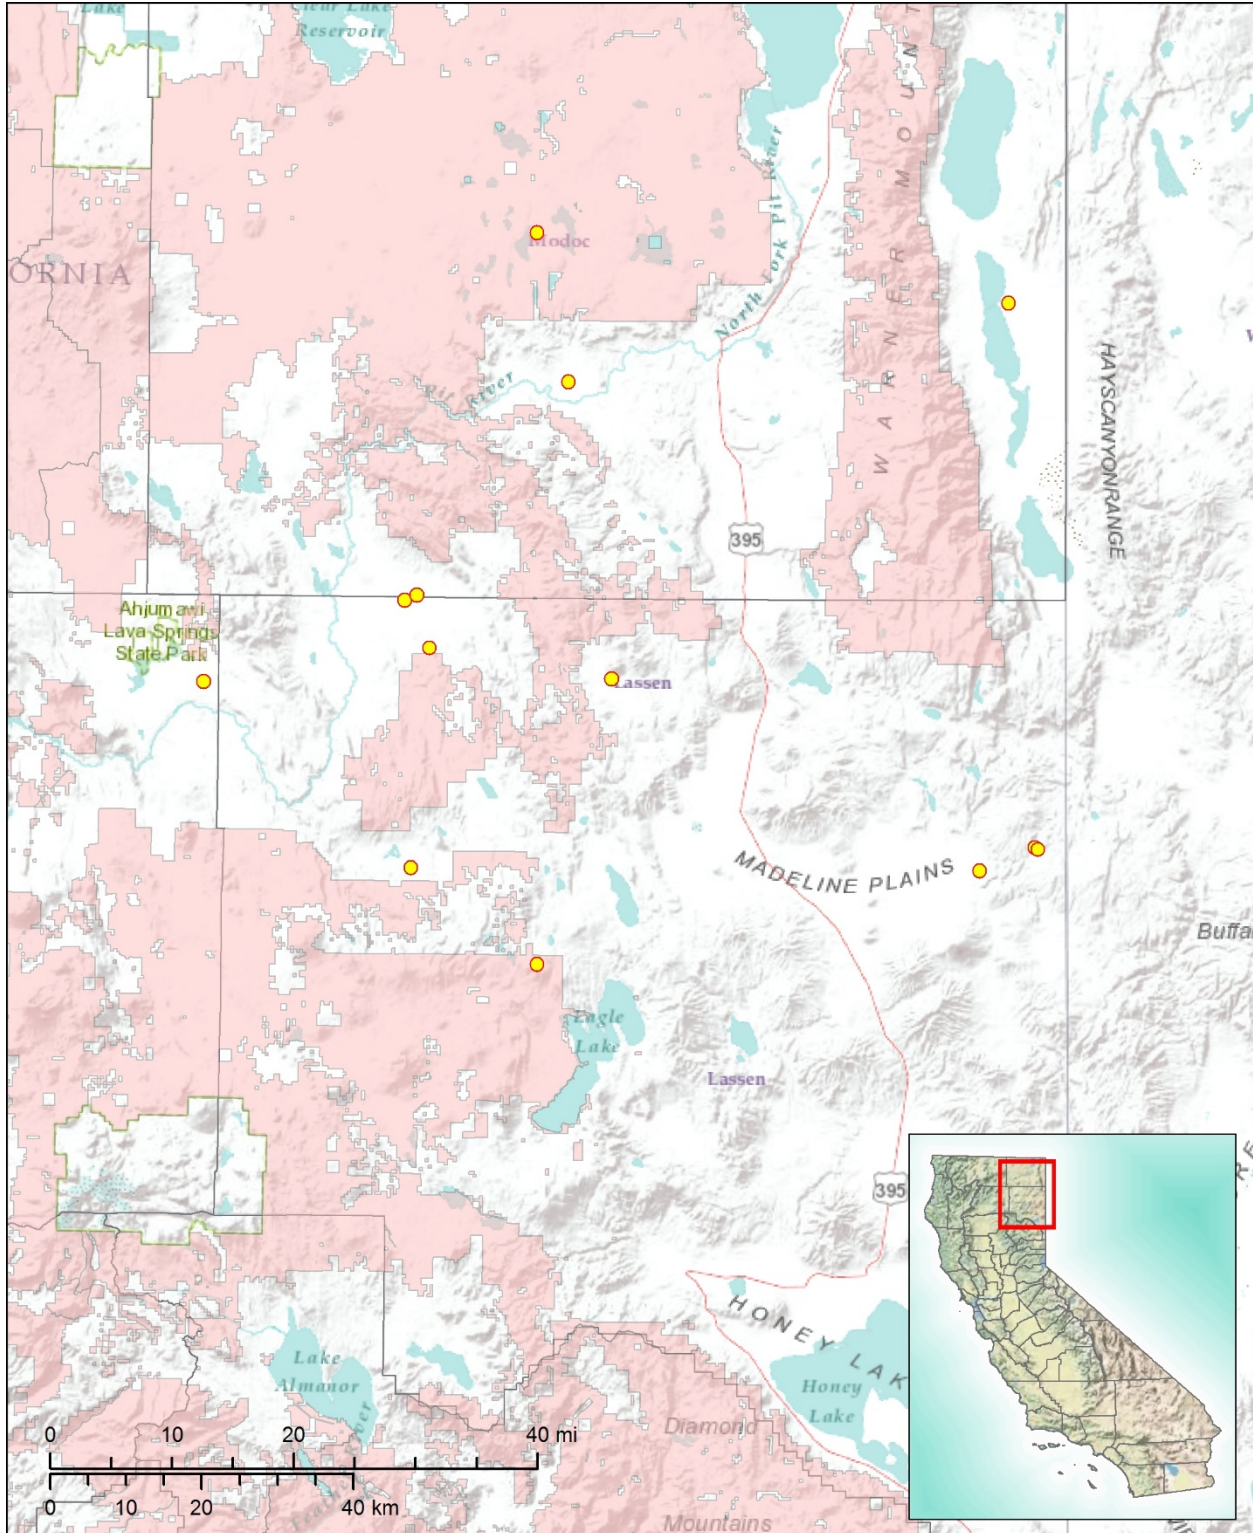 Lake
Clear Lake
Reservoir
WARNER MOUNT
North Fork Pit River
Modoc
ORNIA
HAYSCANYONRANGE
Pit River
395
Ahjumawi
Lava Springs
State Park
Lassen
MADELINE PLAINS
Buffa
Eagle
Lake
Lassen
395
HONEY LAK
Lake
Almanor
Honey
Lake
Diamond
Mountains
0 10 20 40 mi
0 10 20 40 km